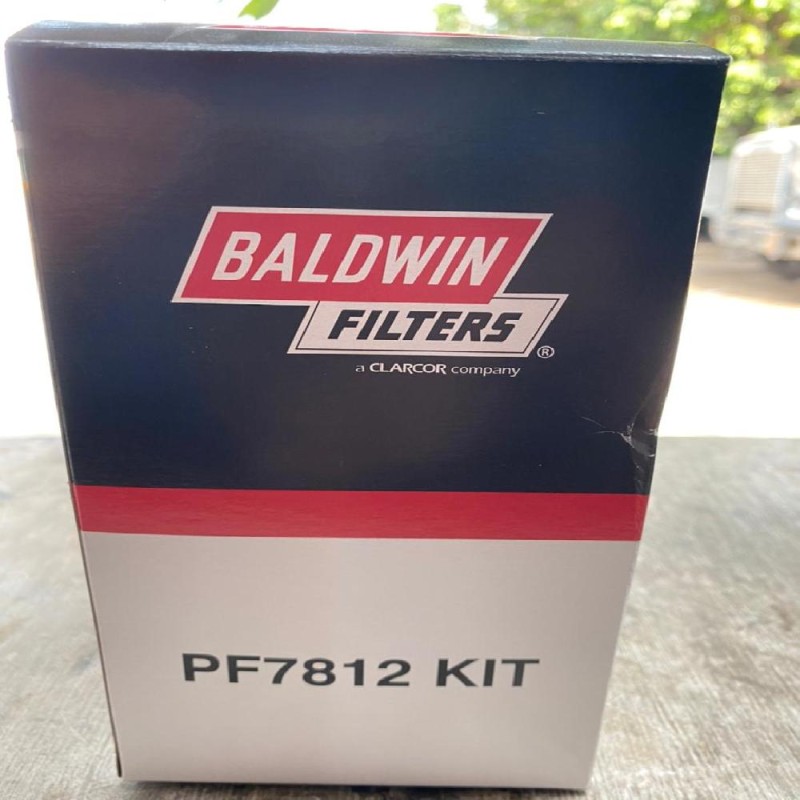 BALDWIN
FILTERS
®
a CLARCOR company
PF7812 KIT